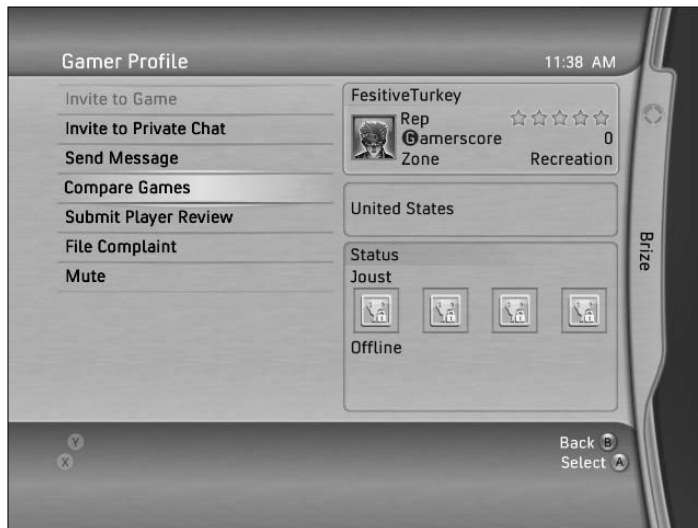 Gamer Profile
11:38 AM
Invite to Game
Invite to Private Chat
Send Message
Compare Games
Submit Player Review
File Complaint
Mute
FesitiveTurkey
Rep
Gamerscore 0
Zone Recreation
United States
Status
Joust
Offline
Brize
Y
X
Back B
Select A